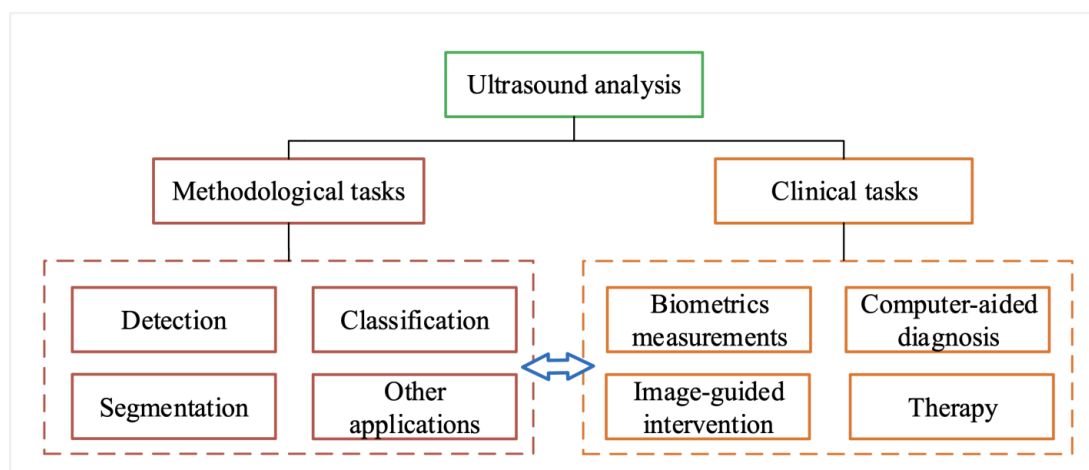 Ultrasound analysis
Methodological tasks
Clinical tasks
Detection
Classification
Segmentation
Other
applications
Biometrics
measurements
Computer-aided
diagnosis
Image-guided
intervention
Therapy